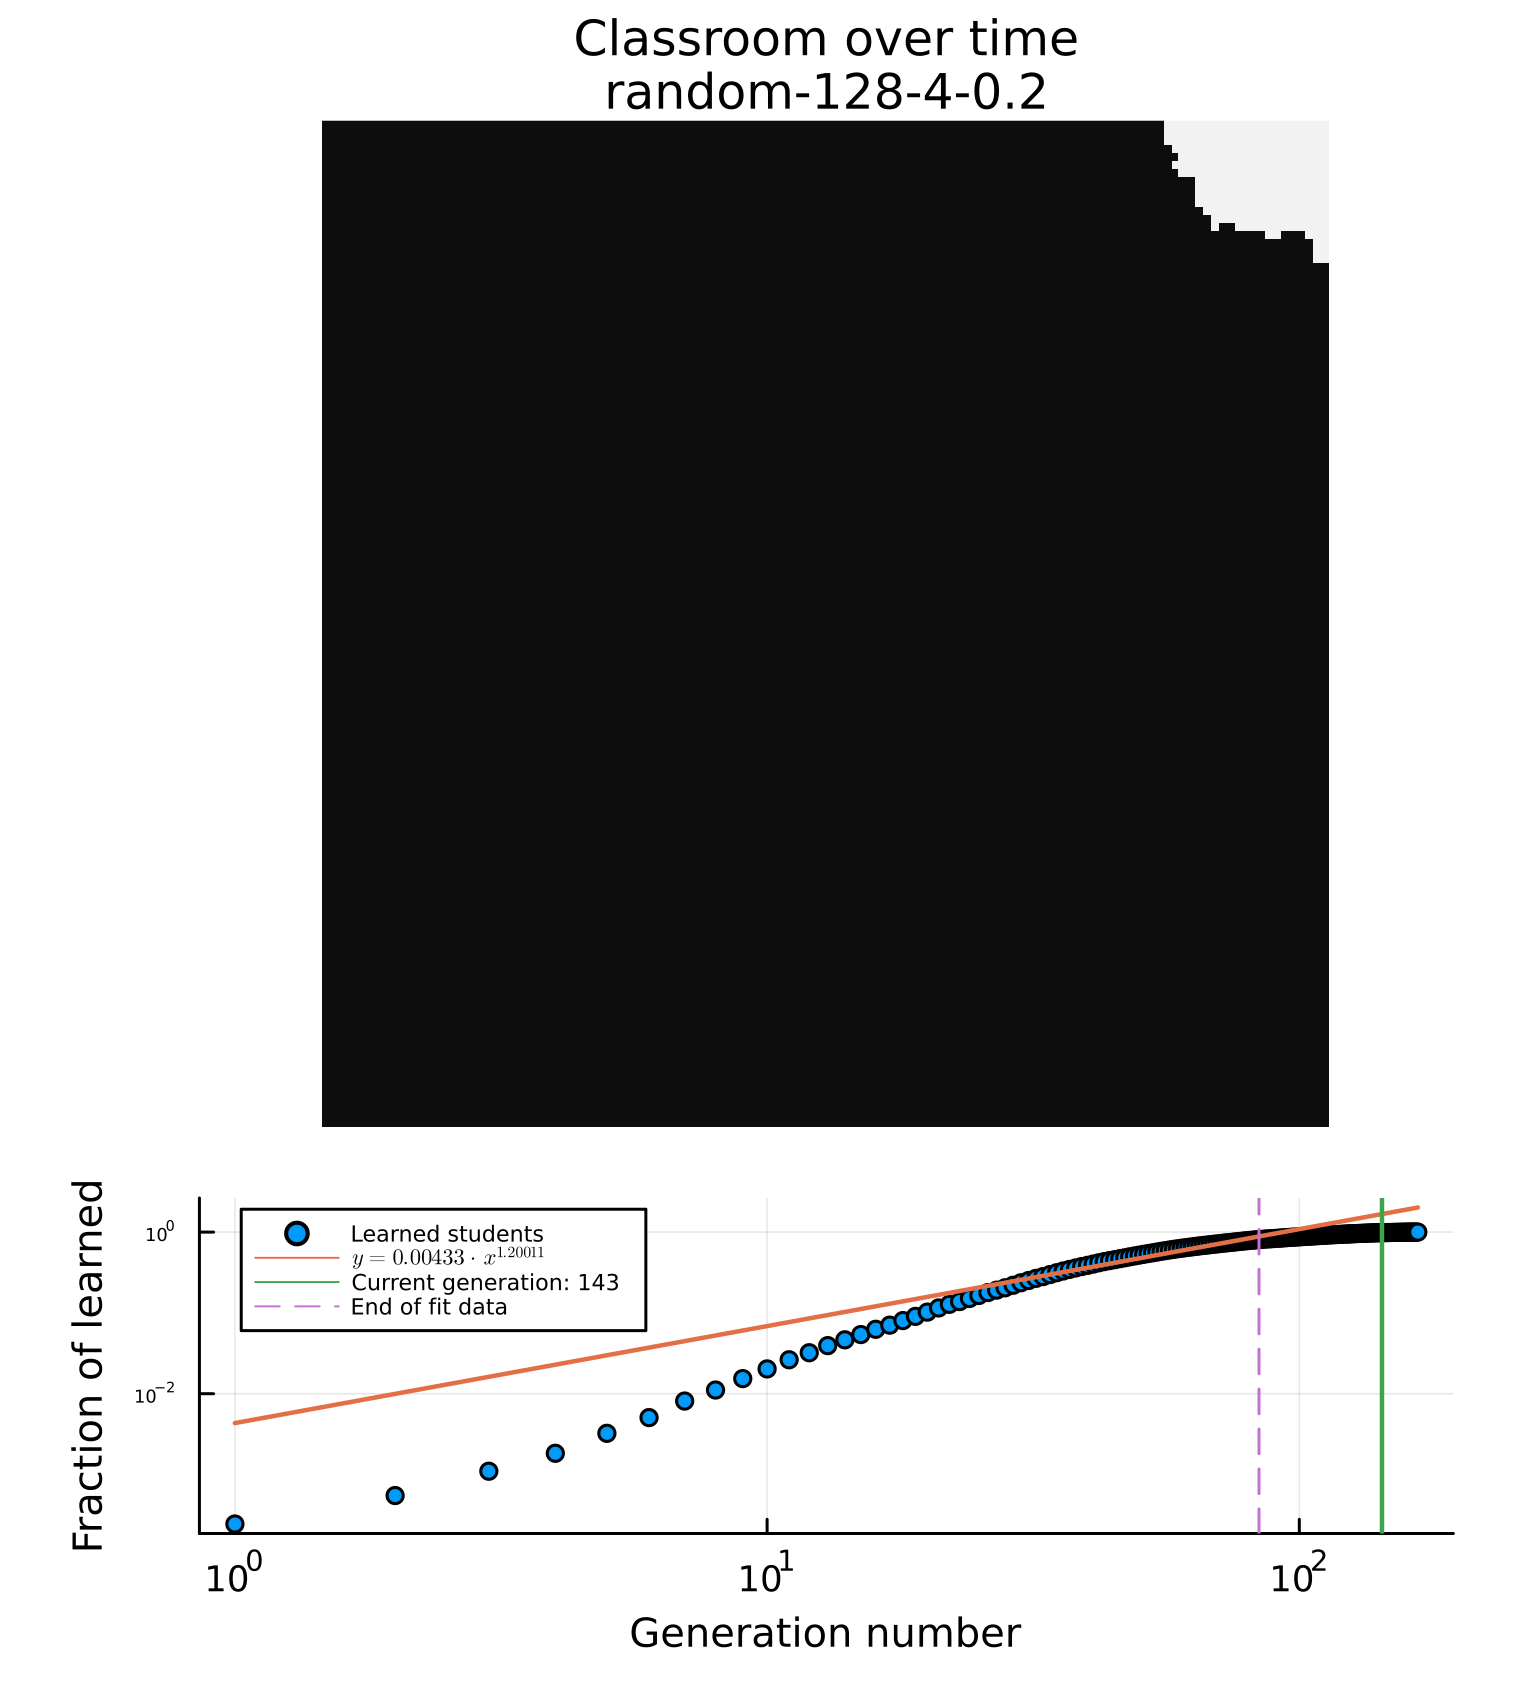 Classroom over time
random-128-4-0.2
Fraction of learned
10^0
10^-2
Learned students
y = 0.00433 · x^1.20011
Current generation: 143
End of fit data
10^0
10^1
10^2
Generation number